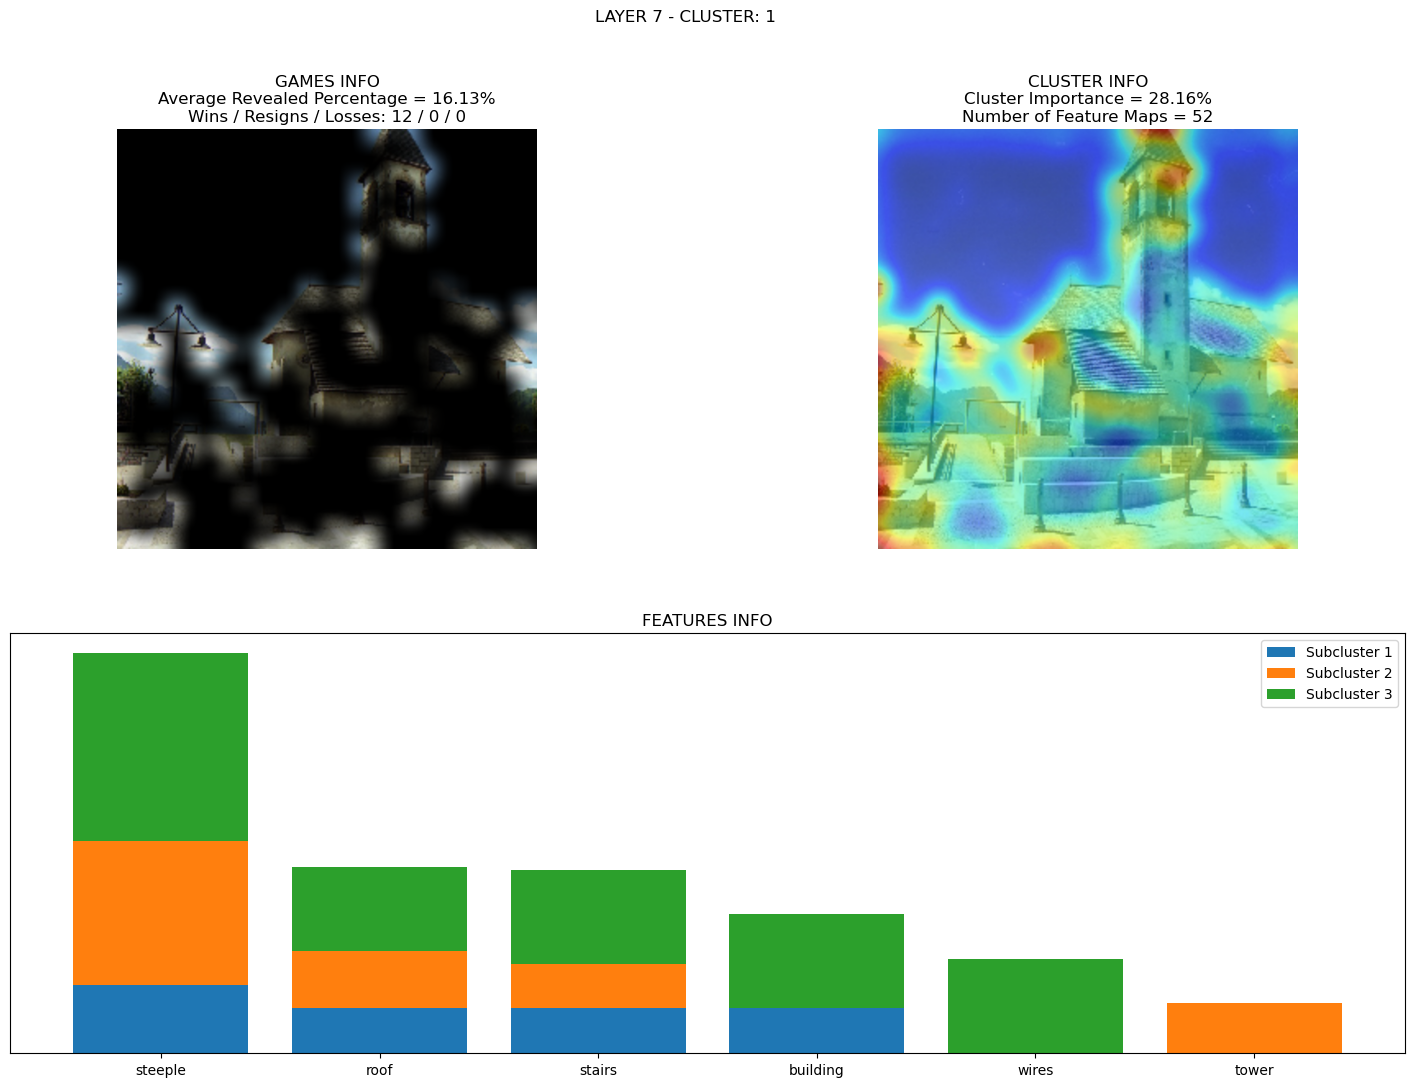 LAYER 7 - CLUSTER: 1
GAMES INFO
Average Revealed Percentage = 16.13%
Wins / Resigns / Losses: 12 / 0 / 0
CLUSTER INFO
Cluster Importance = 28.16%
Number of Feature Maps = 52
FEATURES INFO
Subcluster 1
Subcluster 2
Subcluster 3
steeple
roof
stairs
building
wires
tower